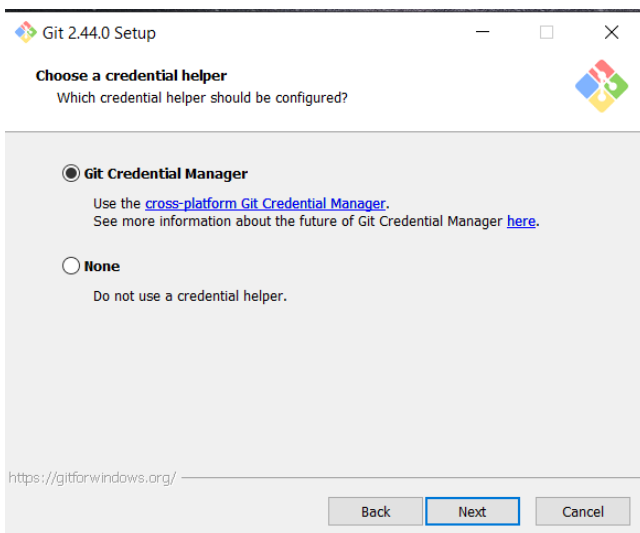 Git 2.44.0 Setup
Choose a credential helper
Which credential helper should be configured?
Git Credential Manager
Use the cross-platform Git Credential Manager.
See more information about the future of Git Credential Manager here.
None
Do not use a credential helper.
https://gitforwindows.org/
Back Next Cancel